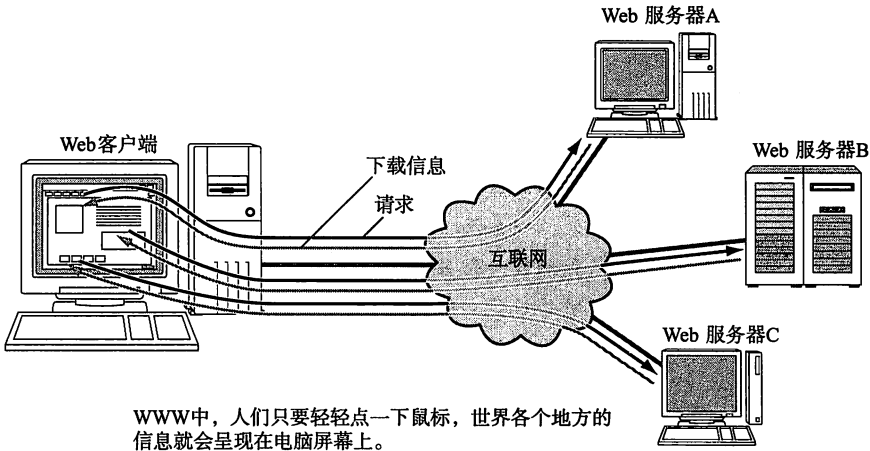 Web 服务器A
Web客户端
Web 服务器B
下载信息
请求
互联网
Web 服务器C
WWW中，人们只要轻轻点一下鼠标，世界各个地方的
信息就会呈现在电脑屏幕上。